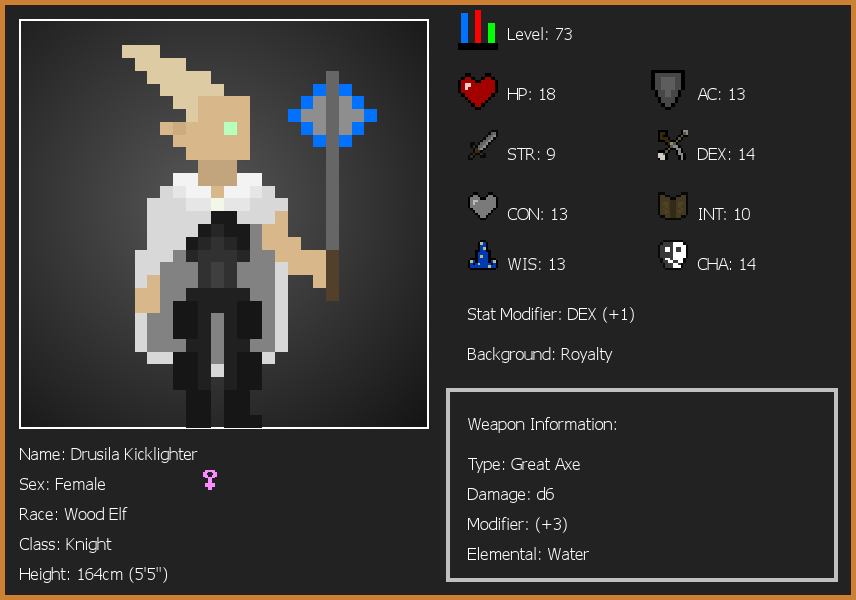 Level: 73
HP: 18
AC: 13
STR: 9
DEX: 14
CON: 13
INT: 10
WIS: 13
CHA: 14
Stat Modifier: DEX (+1)
Background: Royalty
Weapon Information:
Type: Great Axe
Damage: d6
Modifier: (+3)
Elemental: Water
Name: Drusila Kicklighter
Sex: Female
Race: Wood Elf
Class: Knight
Height: 164cm (5'5")